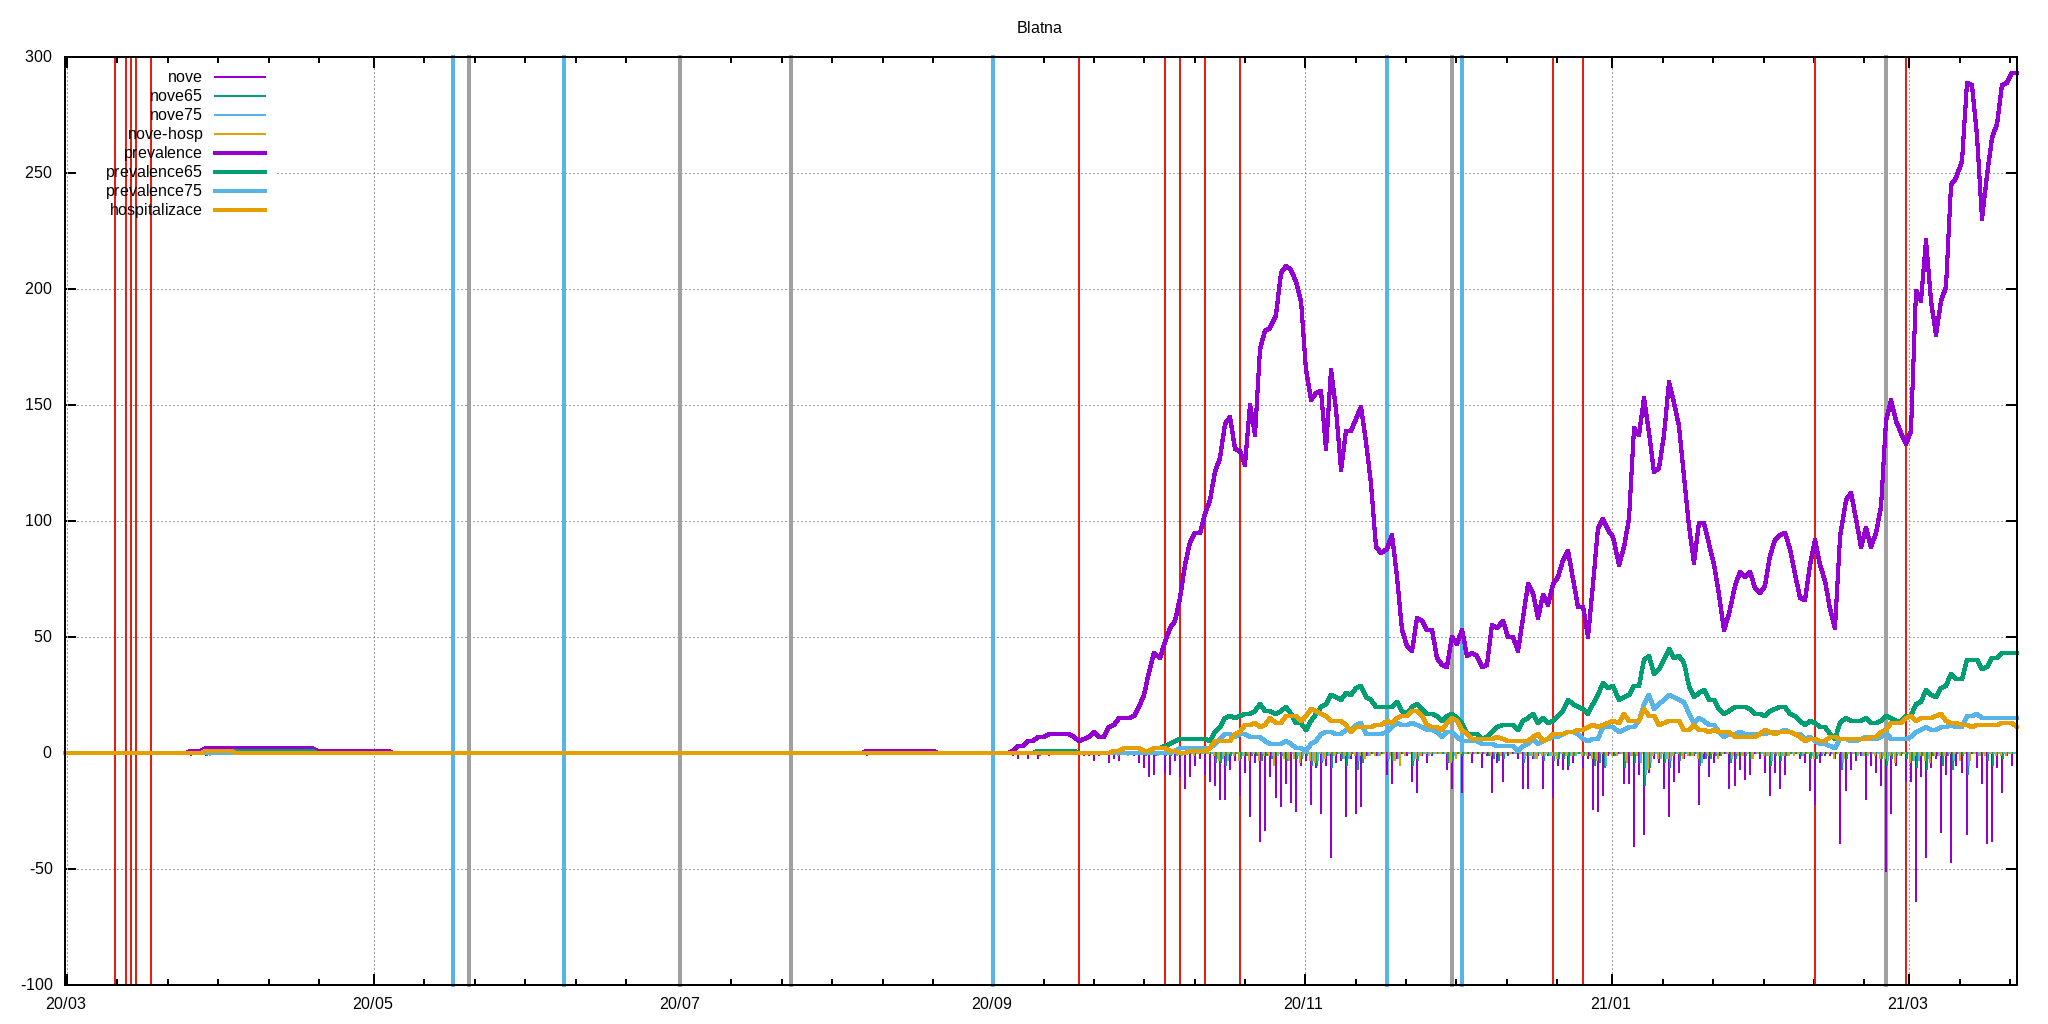 Blatna
300
250
200
150
100
50
0
-50
-100
nove
nove65
nove75
nove-hosp
prevalence
prevalence65
prevalence75
hospitalizace
20/03 20/05 20/07 20/09 20/11 21/01 21/03